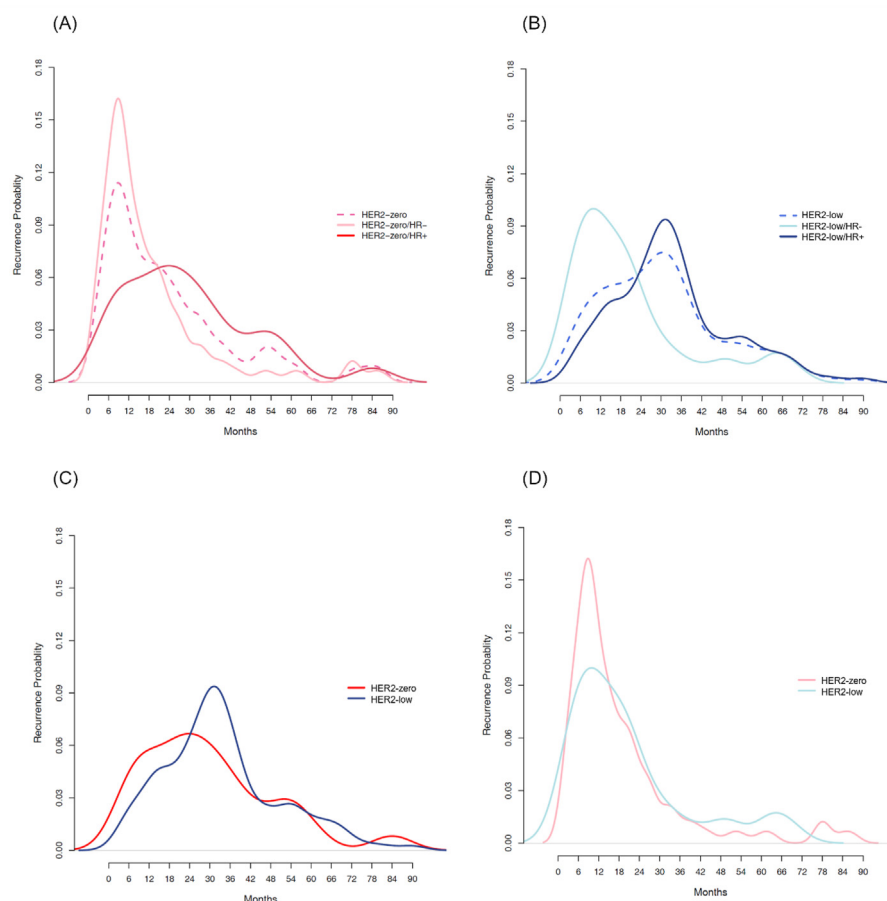 (A)
0.18
0.15
0.12
0.09
0.06
0.03
0.00
Recurrence Probablity
HER2-zero
HER2-zero/HR-
HER2-zero/HR+
0 6 12 18 24 30 36 42 48 54 60 66 72 78 84 90
Months
(B)
0.18
0.15
0.12
0.09
0.06
0.03
0.00
Recurrence Probablity
HER2-low
HER2-low/HR-
HER2-low/HR+
0 6 12 18 24 30 36 42 48 54 60 66 72 78 84 90
Months
(C)
0.18
0.15
0.12
0.09
0.06
0.03
0.00
Recurrence Probablity
HER2-zero
HER2-low
0 6 12 18 24 30 36 42 48 54 60 66 72 78 84 90
Months
(D)
0.18
0.15
0.12
0.09
0.06
0.03
0.00
Recurrence Probablity
HER2-zero
HER2-low
0 6 12 18 24 30 36 42 48 54 60 66 72 78 84 90
Months